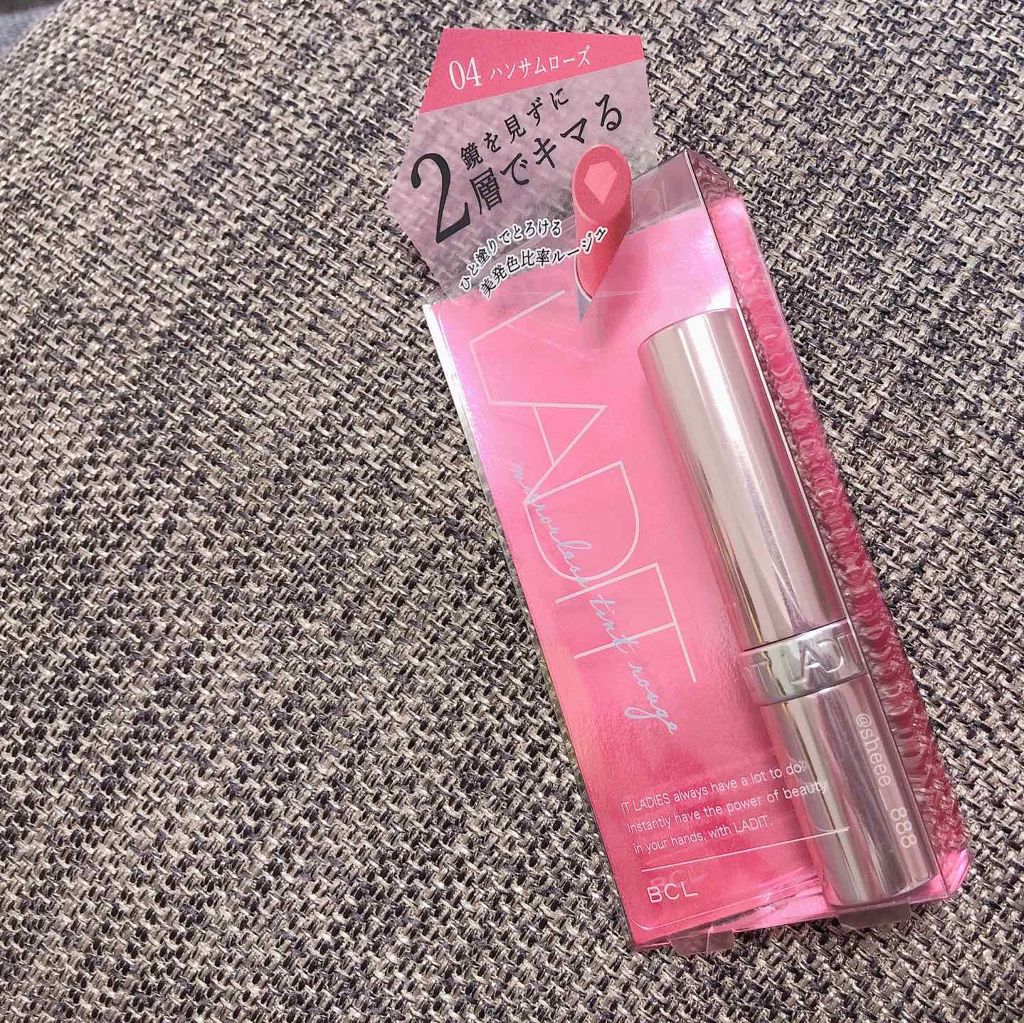 04 ハンサムローズ
鏡を見ずに
2層でキマる
ひと塗りでとろける
美発色比率ルージュ
LADIT
mirrorless tint rouge
LADIT
@sheee__888
IT LADIES always have a lot to do!
Instantly have the power of beauty
in your hands, with LADIT.
BCL